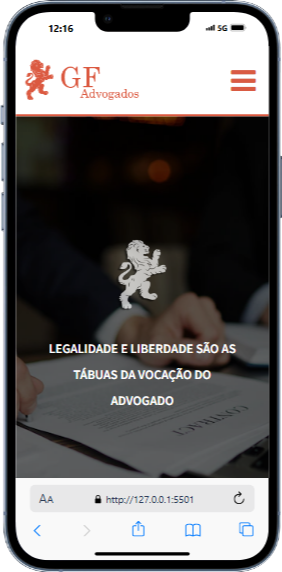 12:16
5G
GF
Advogados
LEGALIDADE E LIBERDADE SÃO AS
TÁBUAS DA VOCAÇÃO DO
ADVOGADO
CONTRACT
AA
http://127.0.0.1:5501